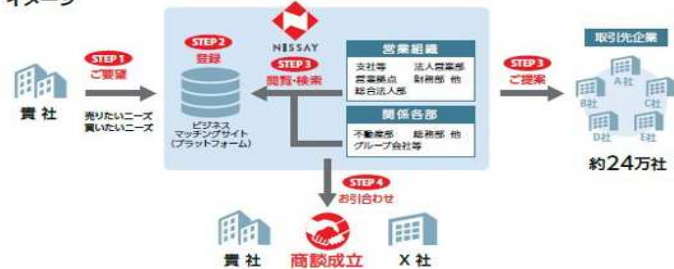 イメージ
STEP 1
ご要望
貴社
売りたいニーズ
買いたいニーズ
STEP 2
登録
ビジネス
マッチングサイト
(プラットフォーム)
NISSAY
STEP 3
閲覧・検索
営業組織
支社等 法人営業部
営業拠点 財務部 他
総合法人部
関係各部
不動産部 総務部 他
グループ会社等
STEP 3
ご提案
取引先企業
A社
B社
C社
D社
E社
約24万社
STEP 4
お引合わせ
貴社
商談成立
X社